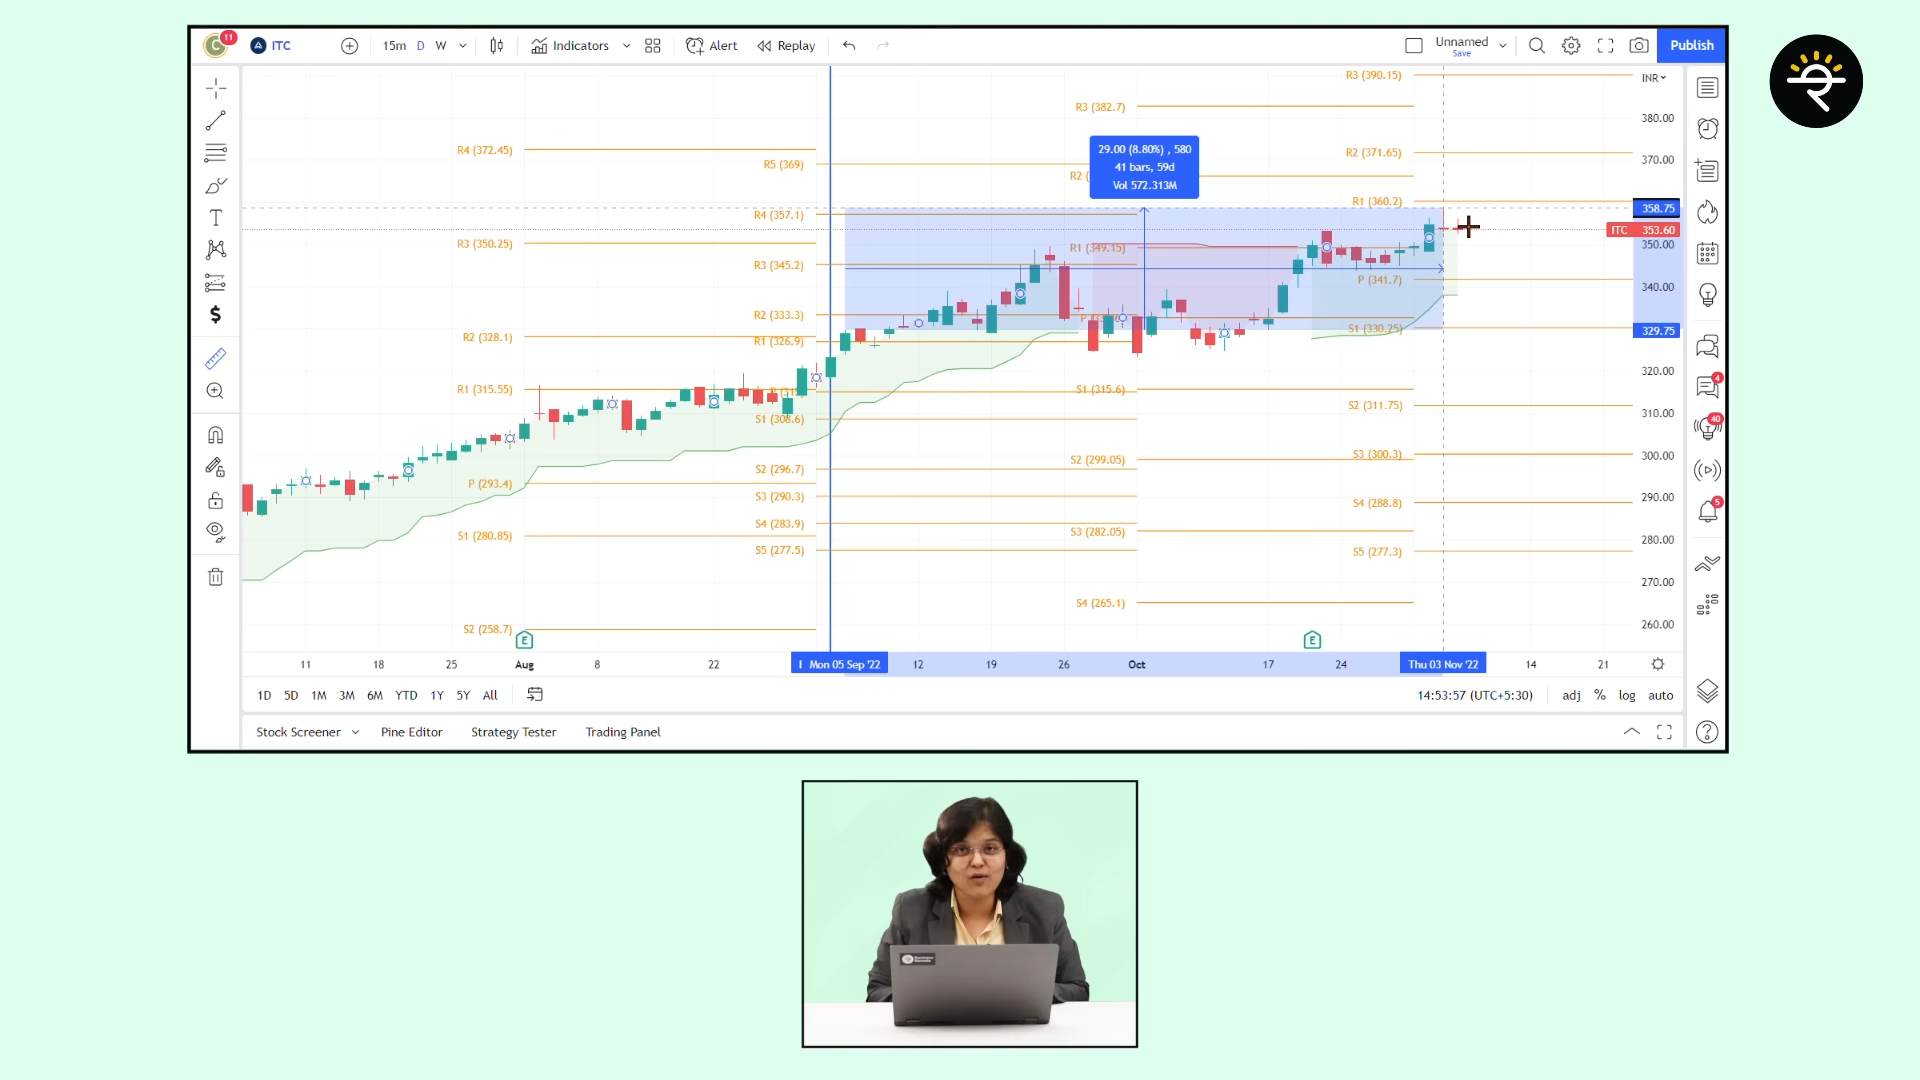 C 11 ITC 15m D W Indicators Alert Replay Unnamed Publish
Save
R3 (390.15) INR
R3 (382.7) 380.00
R4 (372.45) 29.00 (8.80%) , 580 R2 (371.65) 370.00
R5 (369) 41 bars, 59d
R2 ( Vol 572.313M
R1 (360.2) 358.75
R4 (357.1) ITC 353.60
R3 (350.25) R1 (349.15) 350.00
R3 (345.2)
P (341.7) 340.00
R2 (333.3)
R2 (328.1) R1 (326.9) S1 (330.25) 329.75
320.00
R1 (315.55) S1 (315.6)
S2 (311.75) 310.00
S1 (308.6)
S2 (299.05) S3 (300.3) 300.00
S2 (296.7)
P (293.4) S3 (290.3) 290.00
S4 (288.8)
S4 (283.9)
S1 (280.85) S3 (282.05) 280.00
S5 (277.5) S5 (277.3)
270.00
S4 (265.1)
S2 (258.7) 260.00
E E
11 18 25 Aug 8 22 Mon 05 Sep '22 12 19 26 Oct 17 24 Thu 03 Nov '22 14 21
1D 5D 1M 3M 6M YTD 1Y 5Y All 14:53:57 (UTC+5:30) adj % log auto
Stock Screener Pine Editor Strategy Tester Trading Panel
4
40
5